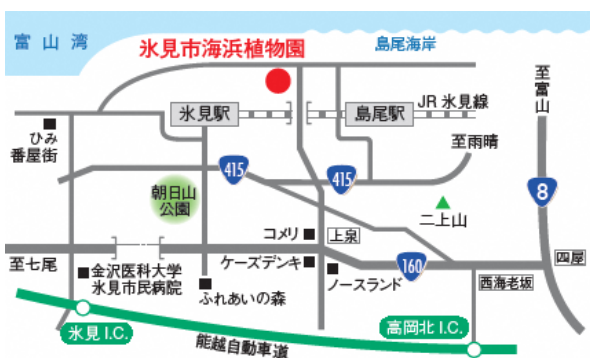 富山湾
氷見市海浜植物園
島尾海岸
至富山
氷見駅
島尾駅
JR 氷見線
ひみ
番屋街
至雨晴
415
415
8
朝日山
公園
二上山
コメリ
上泉
ケーズデンキ
160
四屋
至七尾
金沢医科大学
氷見市民病院
ふれあいの森
ノースランド
西海老坂
氷見 I.C.
能越自動車道
高岡北 I.C.